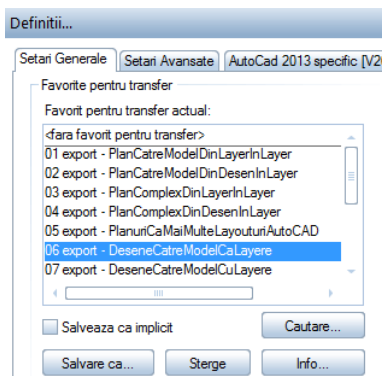 Definitii...
Setari Generale Setari Avansate AutoCad 2013 specific [V2
Favorite pentru transfer
Favorit pentru transfer actual:
<fara favorit pentru transfer>
01 export - PlanCatreModelDinLayerInLayer
02 export - PlanCatreModelDinDesenInLayer
03 export - PlanComplexDinLayerInLayer
04 export - PlanComplexDinDesenInLayer
05 export - PlanuriCaMaiMulteLayouturiAutoCAD
06 export - DeseneCatreModelCaLayere
07 export - DeseneCatreModelCuLayere
Salveaza ca implicit Cautare...
Salvare ca... Sterge Info...